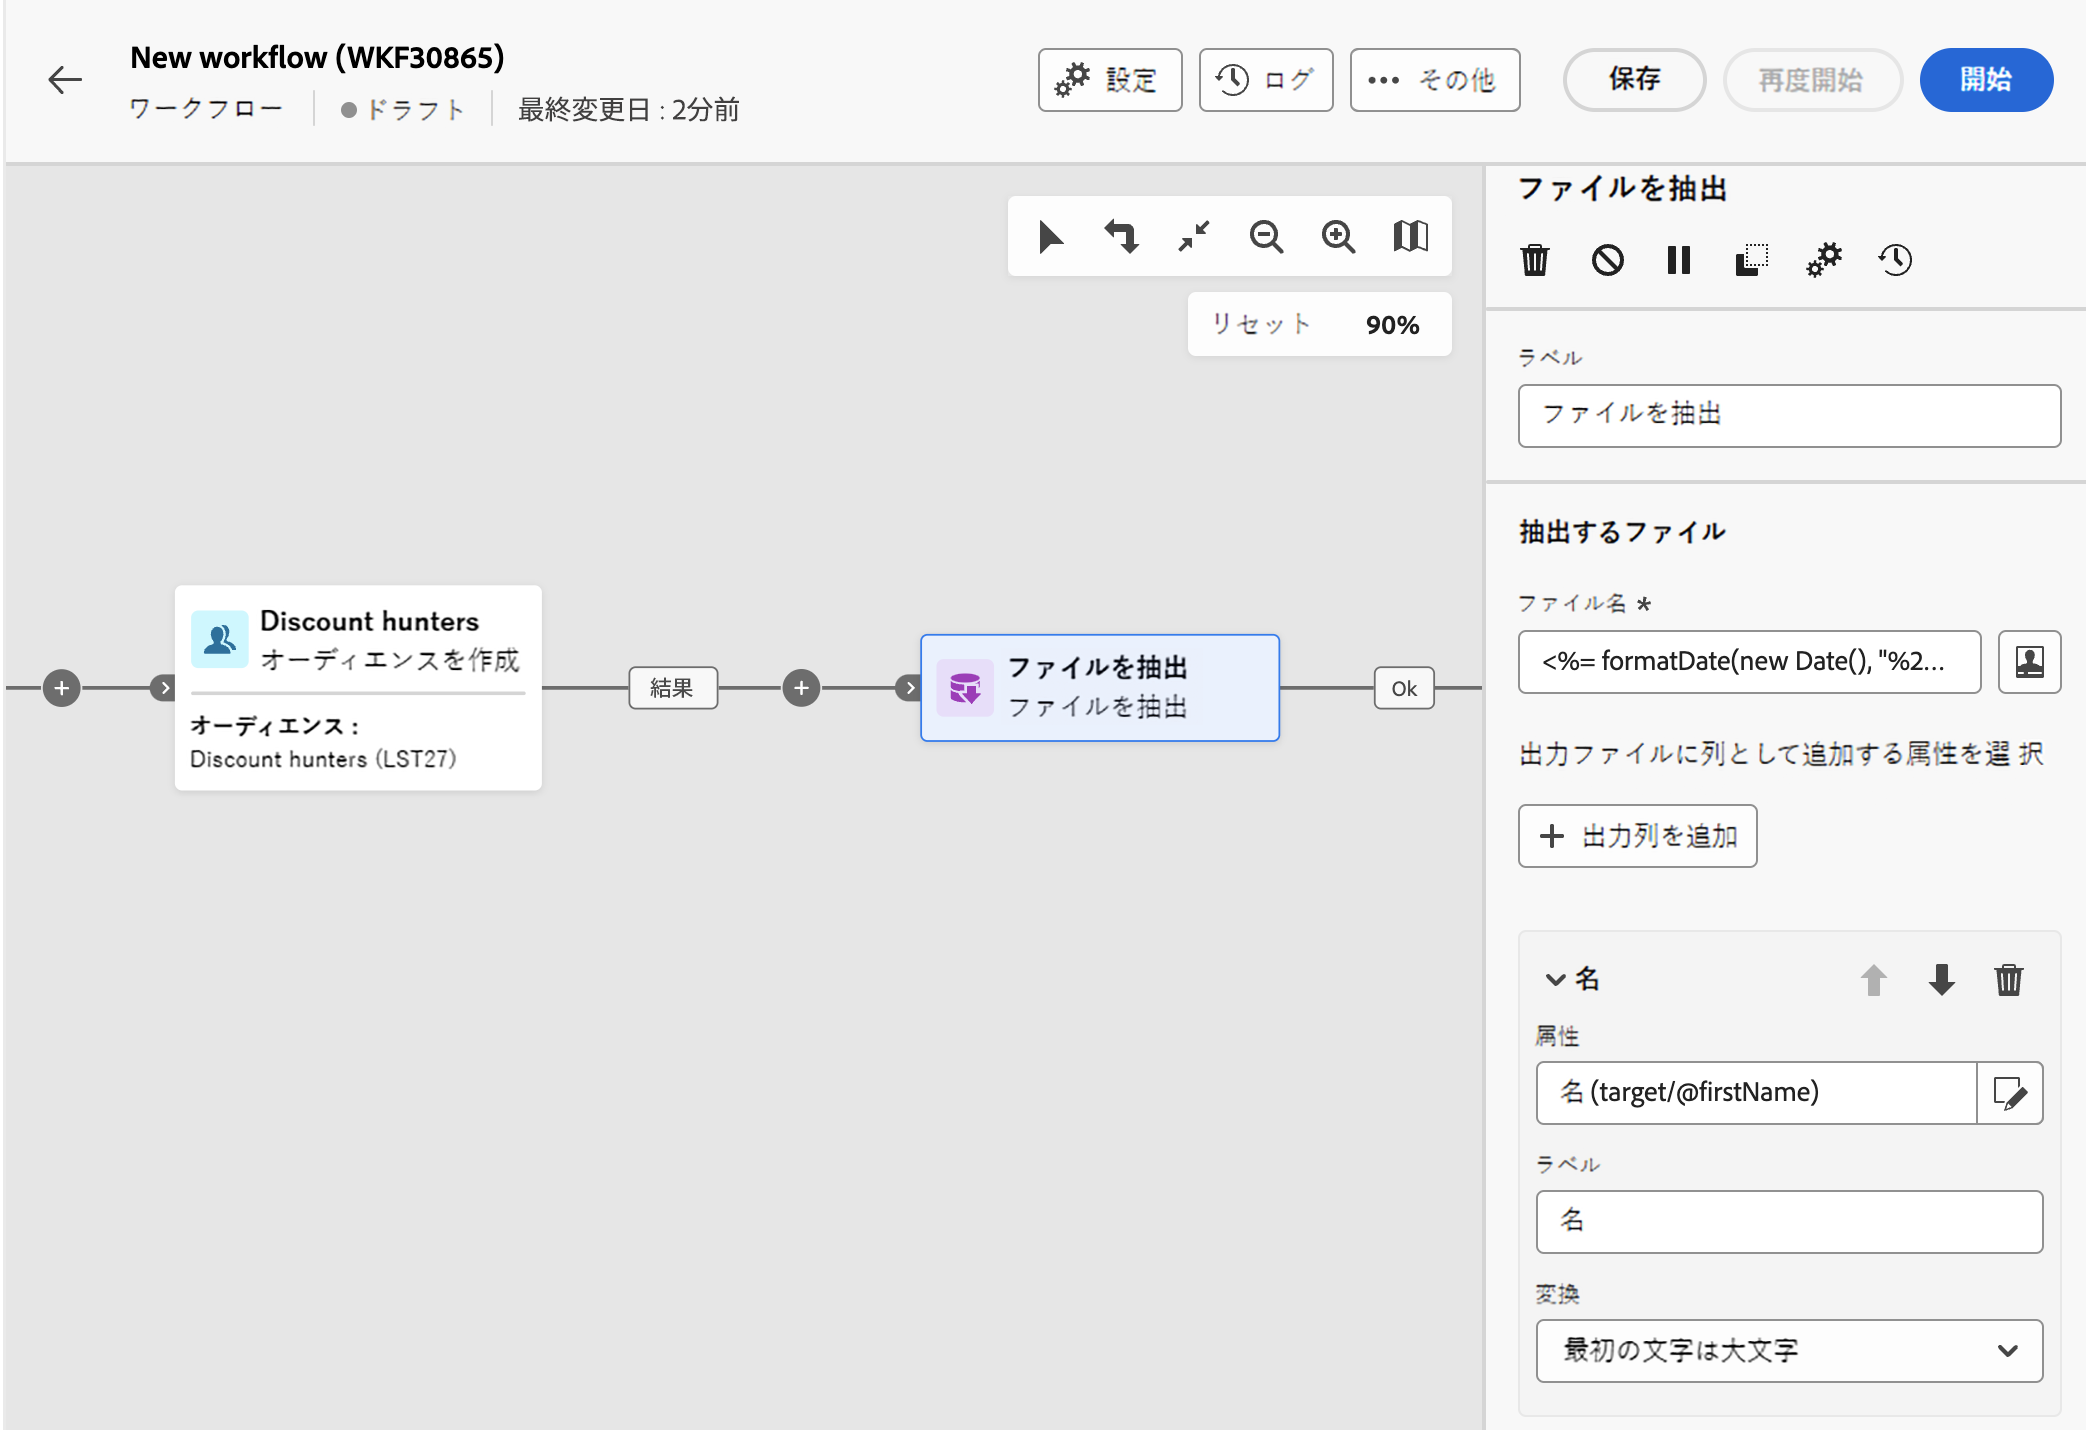 New workflow (WKF30865)
ワークフロー
ドラフト
最終変更日 : 2分前
設定
ログ
その他
保存
再度開始
開始
リセット
90%
Discount hunters
オーディエンスを作成
オーディエンス :
Discount hunters (LST27)
結果
ファイルを抽出
ファイルを抽出
Ok
ファイルを抽出
ラベル
ファイルを抽出
抽出するファイル
ファイル名 *
<%= formatDate(new Date(), "%2...
出力ファイルに列として追加する属性を選 択
出力列を追加
名
属性
名 (target/@firstName)
ラベル
名
変換
最初の文字は大文字